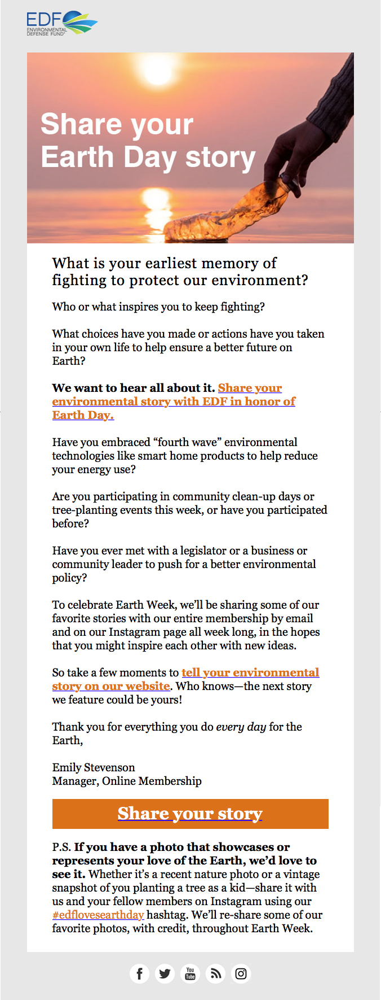 EDF
ENVIRONMENTAL
DEFENSE FUND®
Share your
Earth Day story
What is your earliest memory of
fighting to protect our environment?
Who or what inspires you to keep fighting?
What choices have you made or actions have you taken
in your own life to help ensure a better future on
Earth?
We want to hear all about it. Share your
environmental story with EDF in honor of
Earth Day.
Have you embraced “fourth wave” environmental
technologies like smart home products to help reduce
your energy use?
Are you participating in community clean-up days or
tree-planting events this week, or have you participated
before?
Have you ever met with a legislator or a business or
community leader to push for a better environmental
policy?
To celebrate Earth Week, we’ll be sharing some of our
favorite stories with our entire membership by email
and on our Instagram page all week long, in the hopes
that you might inspire each other with new ideas.
So take a few moments to tell your environmental
story on our website. Who knows—the next story
we feature could be yours!
Thank you for everything you do every day for the
Earth,
Emily Stevenson
Manager, Online Membership
Share your story
P.S. If you have a photo that showcases or
represents your love of the Earth, we’d love to
see it. Whether it’s a recent nature photo or a vintage
snapshot of you planting a tree as a kid—share it with
us and your fellow members on Instagram using our
#edflovesearthday hashtag. We’ll re-share some of our
favorite photos, with credit, throughout Earth Week.
You
Tube